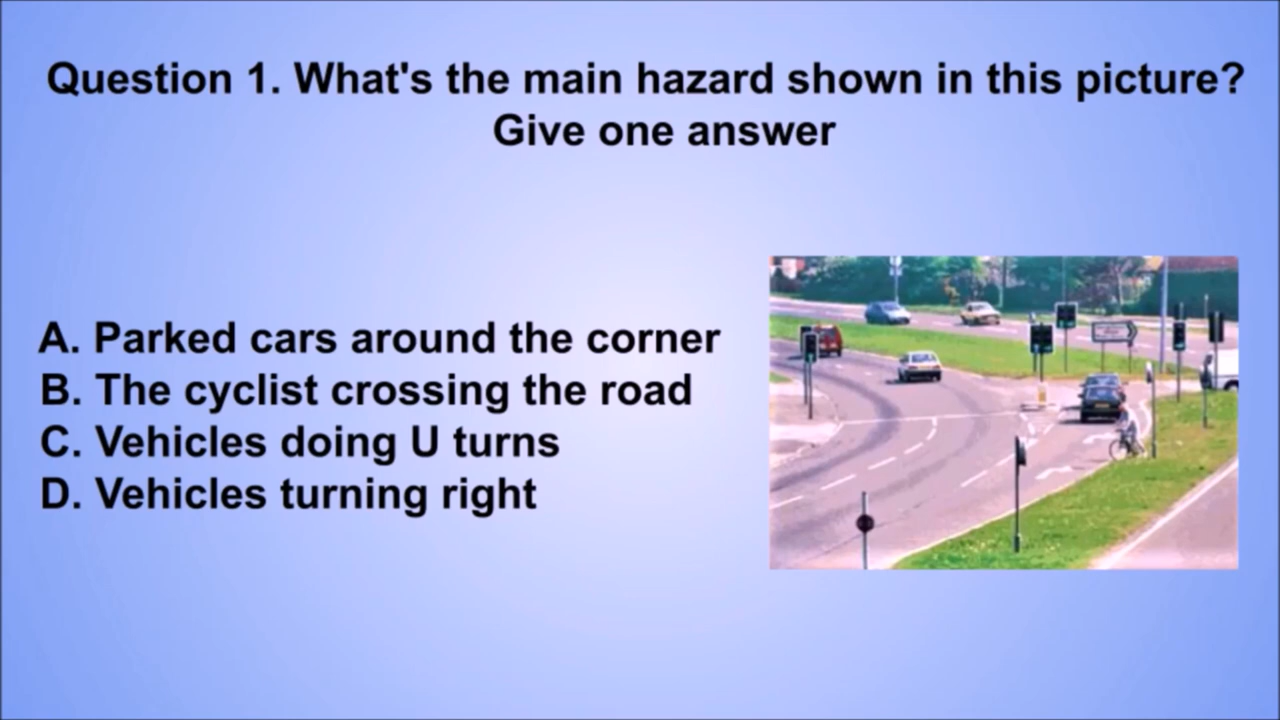 Question 1. What's the main hazard shown in this picture?
Give one answer
A. Parked cars around the corner
B. The cyclist crossing the road
C. Vehicles doing U turns
D. Vehicles turning right